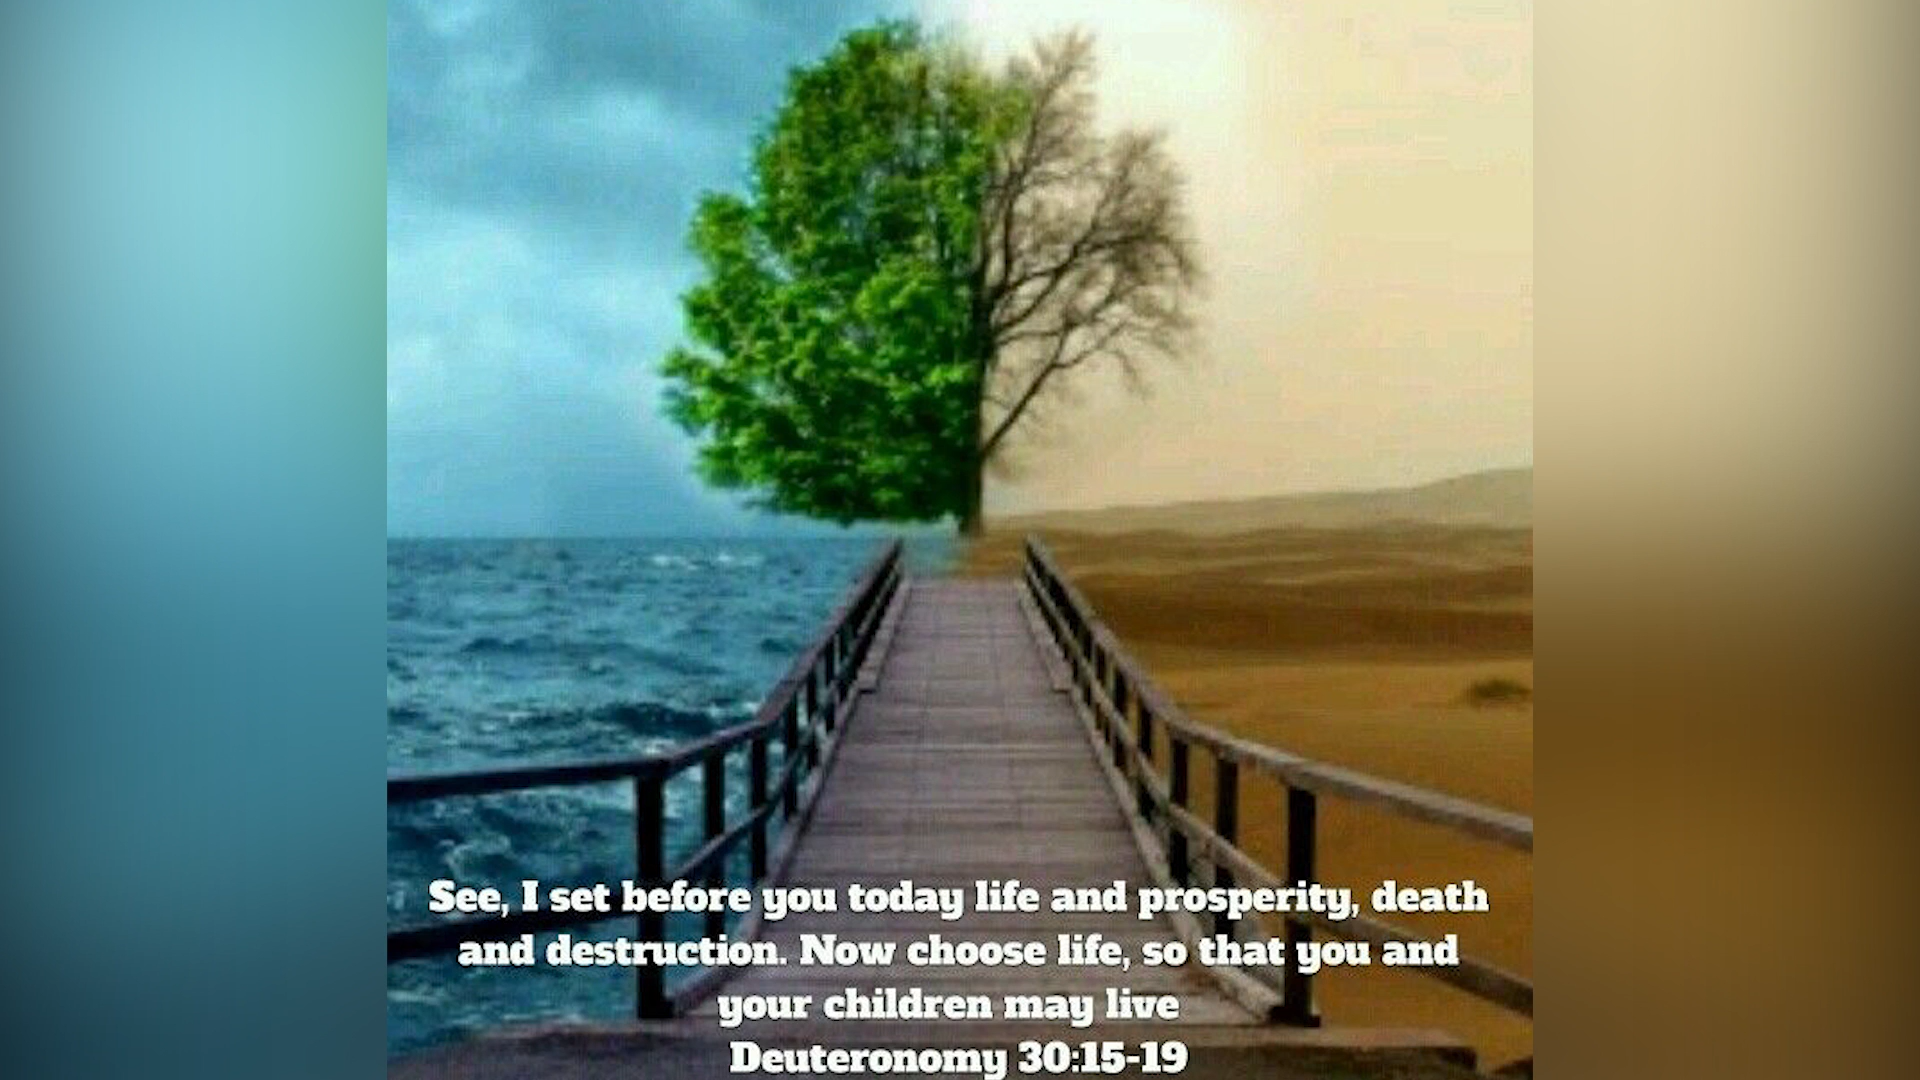 See, I set before you today life and prosperity, death
and destruction. Now choose life, so that you and
your children may live
Deuteronomy 30:15-19